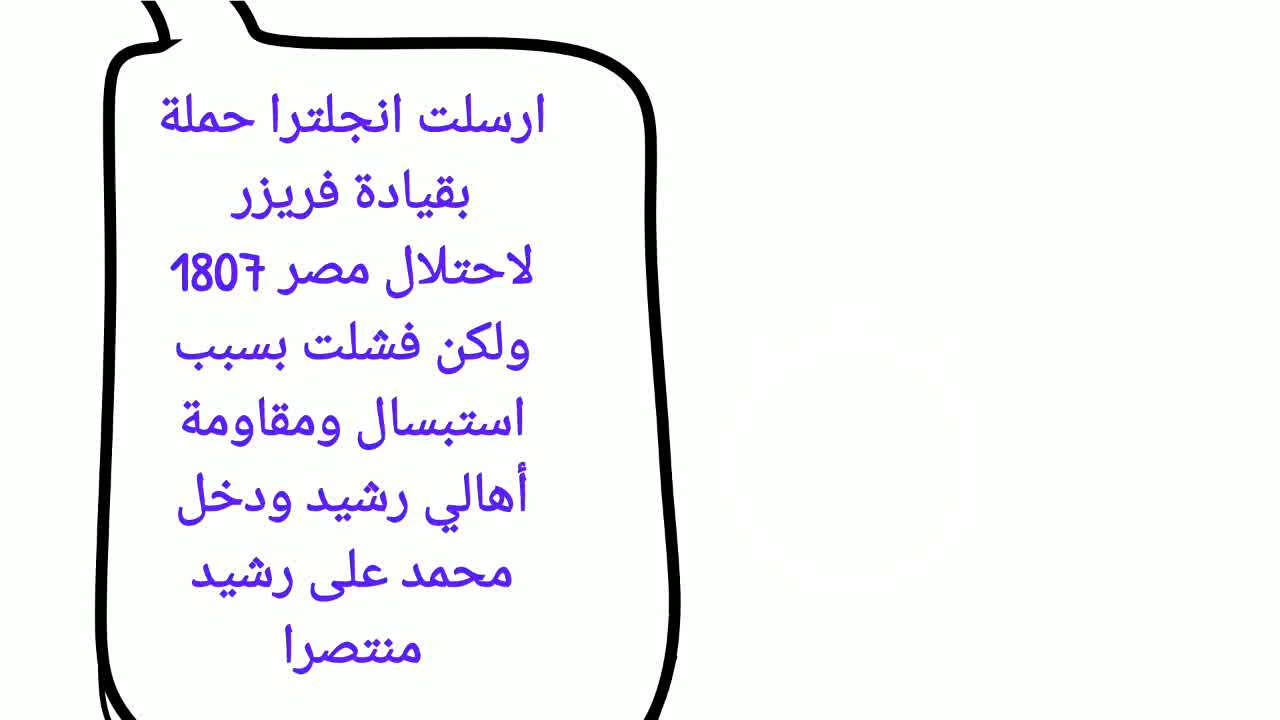 ارسلت انجلترا حملة
بقيادة فريزر
لاحتلال مصر 1807
ولكن فشلت بسبب
استبسال ومقاومة
أهالي رشيد ودخل
محمد على رشيد
منتصرا